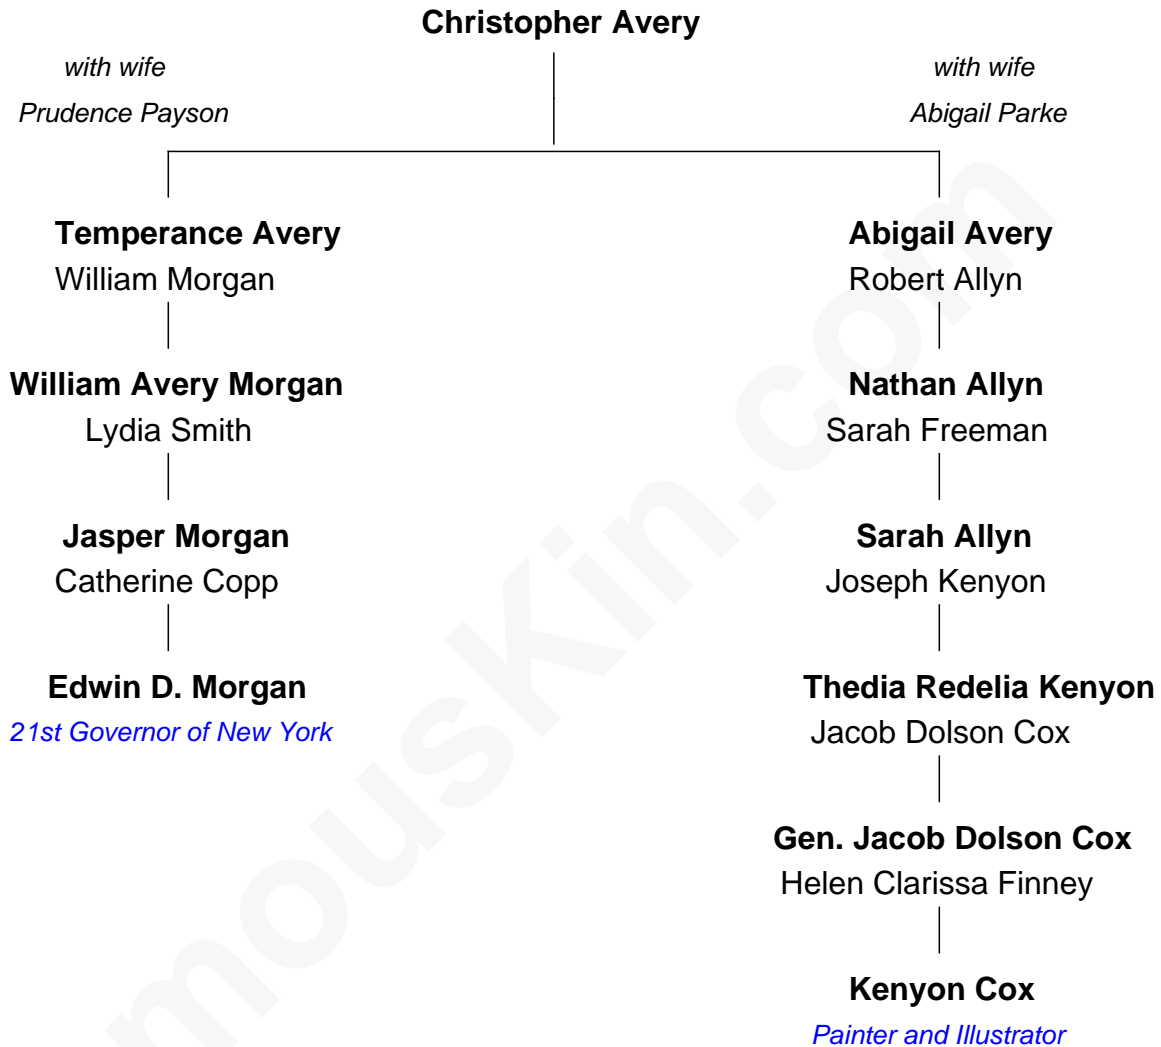 Christopher Avery
with wife
Prudence Payson
with wife
Abigail Parke
Temperance Avery
William Morgan
Abigail Avery
Robert Allyn
William Avery Morgan
Lydia Smith
Nathan Allyn
Sarah Freeman
Jasper Morgan
Catherine Copp
Sarah Allyn
Joseph Kenyon
Edwin D. Morgan
21st Governor of New York
Thedia Redelia Kenyon
Jacob Dolson Cox
Gen. Jacob Dolson Cox
Helen Clarissa Finney
Kenyon Cox
Painter and Illustrator
mousKin.com